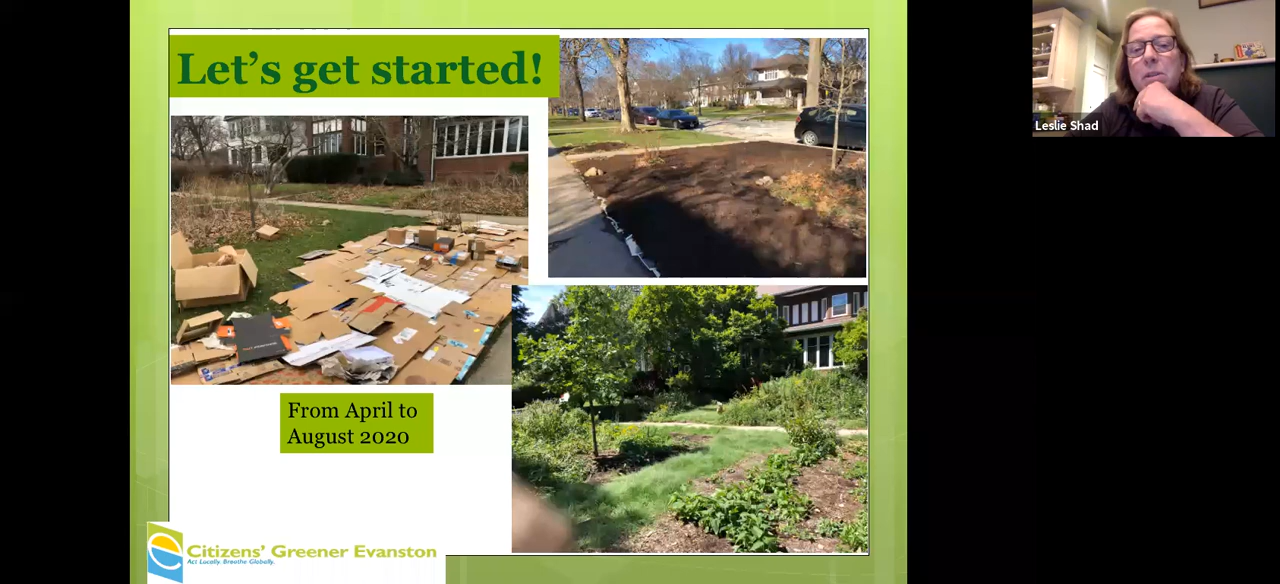 Let's get started!
Leslie Shad
From April to
August 2020
Citizens' Greener Evanston
Act Locally. Breathe Globally.